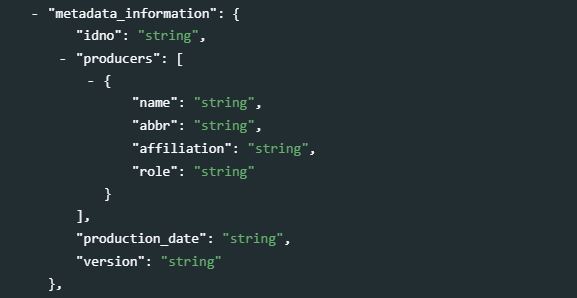 - "metadata_information": {
"idno": "string",
- "producers": [
- {
"name": "string",
"abbr": "string",
"affiliation": "string",
"role": "string"
}
],
"production_date": "string",
"version": "string"
},